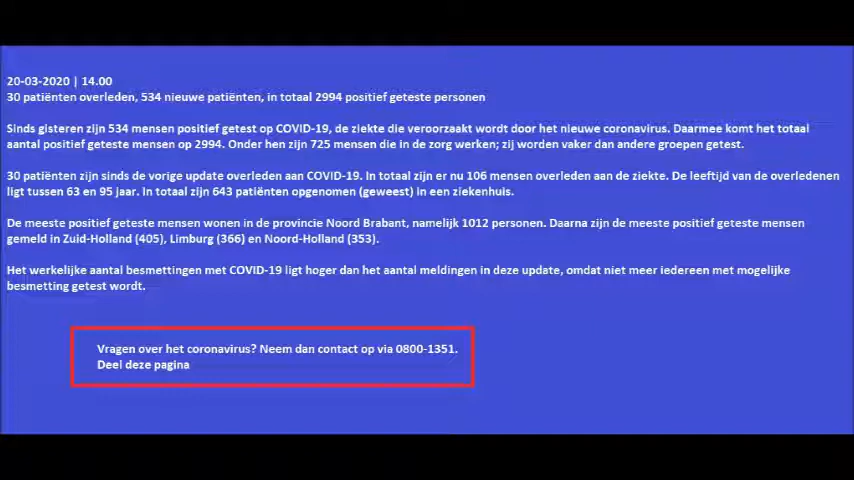 20-03-2020 | 14.00
30 patiënten overleden, 534 nieuwe patiënten, in totaal 2994 positief geteste personen
Sinds gisteren zijn 534 mensen positief getest op COVID-19, de ziekte die veroorzaakt wordt door het nieuwe coronavirus. Daarmee komt het totaal
aantal positief geteste mensen op 2994. Onder hen zijn 725 mensen die in de zorg werken; zij worden vaker dan andere groepen getest.
30 patiënten zijn sinds de vorige update overleden aan COVID-19. In totaal zijn er nu 106 mensen overleden aan de ziekte. De leeftijd van de overledenen
ligt tussen 63 en 95 jaar. In totaal zijn 643 patiënten opgenomen (geweest) in een ziekenhuis.
De meeste positief geteste mensen wonen in de provincie Noord Brabant, namelijk 1012 personen. Daarna zijn de meeste positief geteste mensen
gemeld in Zuid-Holland (405), Limburg (366) en Noord-Holland (353).
Het werkelijke aantal besmettingen met COVID-19 ligt hoger dan het aantal meldingen in deze update, omdat niet meer iedereen met mogelijke
besmetting getest wordt.
Vragen over het coronavirus? Neem dan contact op via 0800-1351.
Deel deze pagina